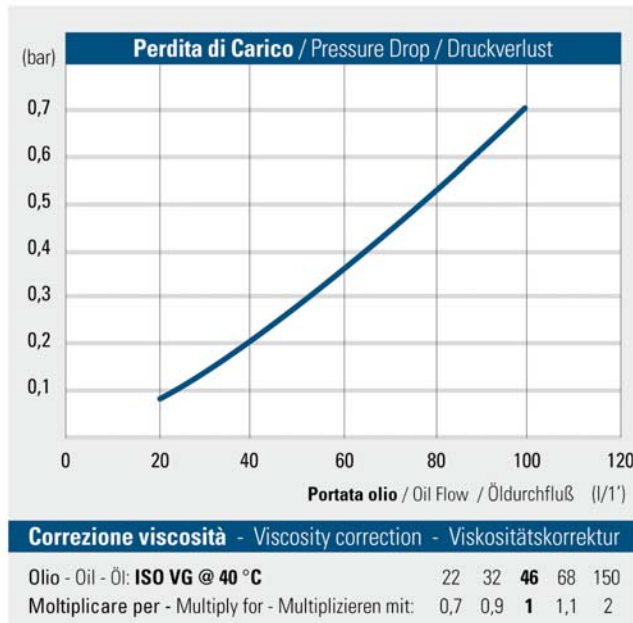 Perdita di Carico / Pressure Drop / Druckverlust
(bar)
0,7
0,6
0,5
0,4
0,3
0,2
0,1
0 20 40 60 80 100 120
Portata olio / Oil Flow / Öldurchfluß (l/1')
Correzione viscosità - Viscosity correction - Viskositätskorrektur
Olio - Oil - Öl: ISO VG @ 40 °C 22 32 46 68 150
Moltiplicare per - Multiply for - Multiplizieren mit: 0,7 0,9 1 1,1 2